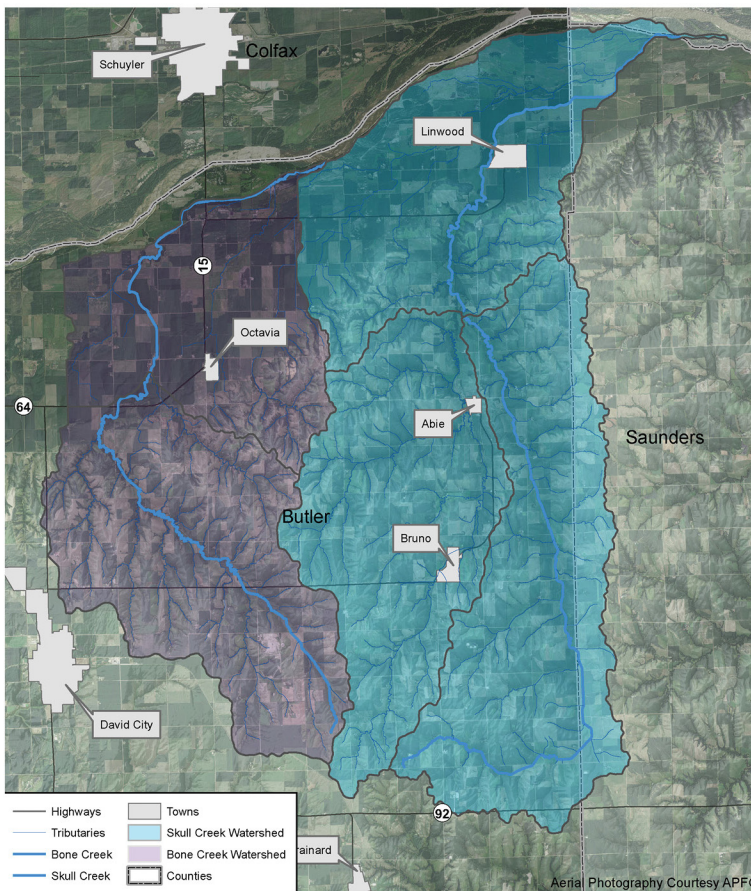 Schuyler
Colfax
Linwood
15
Octavia
64
Abie
Saunders
Butler
Bruno
David City
92
Highways
Tributaries
Bone Creek
Skull Creek
Towns
Skull Creek Watershed
Bone Creek Watershed
Counties
rainard
Aerial Photography Courtesy APF